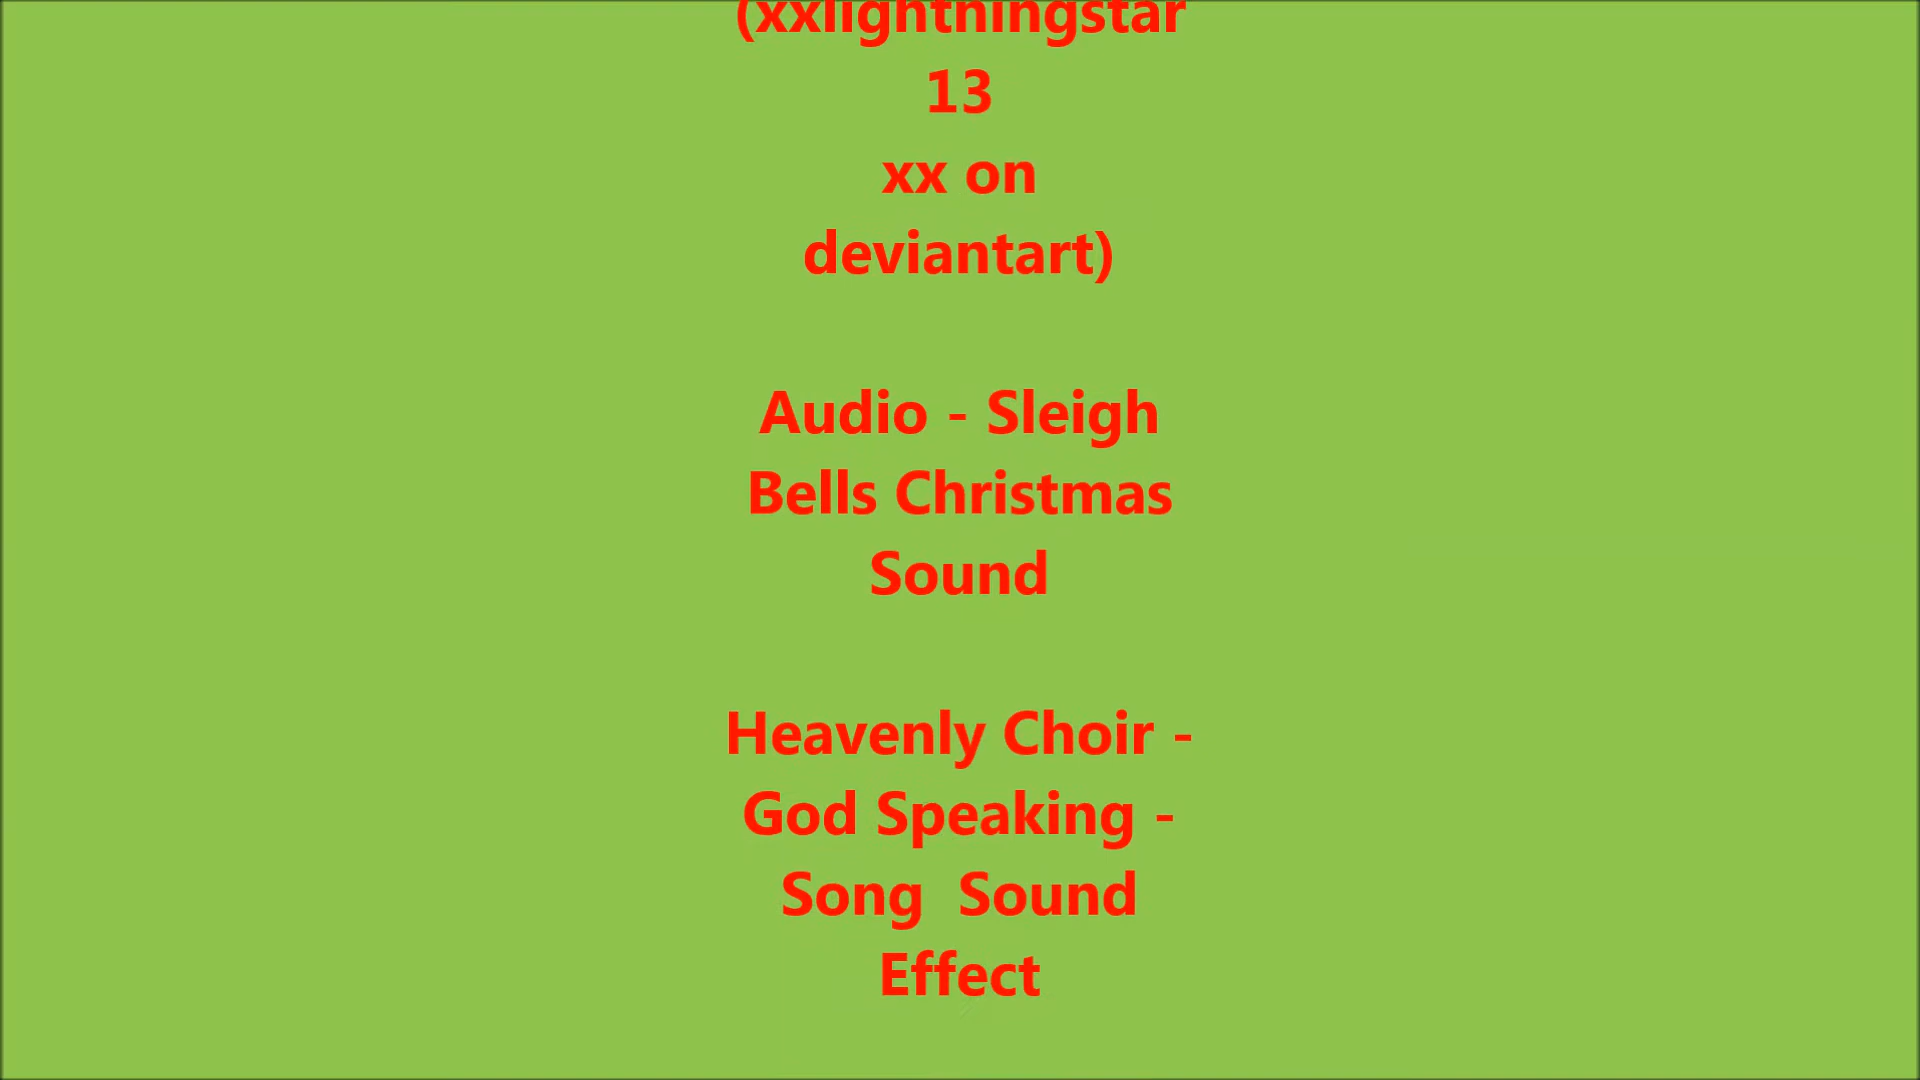 (xxlightningstar
13
xx on
deviantart)
Audio - Sleigh
Bells Christmas
Sound
Heavenly Choir -
God Speaking -
Song  Sound
Effect